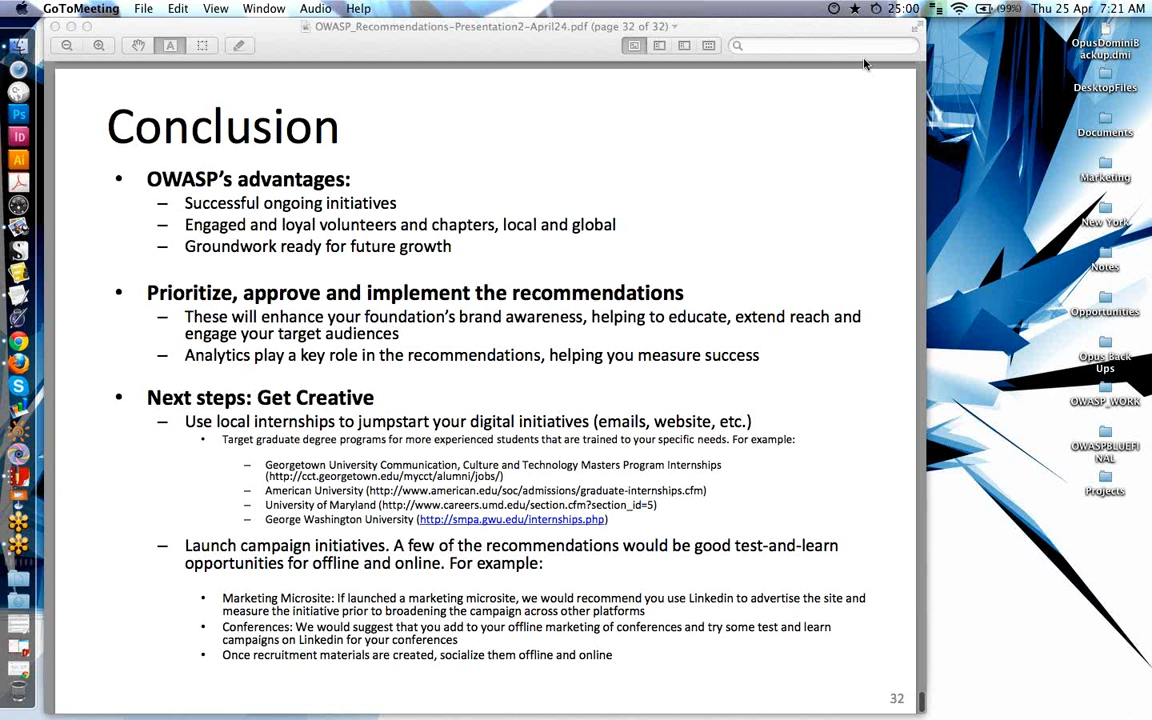 GoToMeeting File Edit View Window Audio Help 25:00 (99%) Thu 25 Apr 7:21 AM
OWASP_Recommendations-Presentation2-April24.pdf (page 32 of 32)
Conclusion
• OWASP's advantages:
– Successful ongoing initiatives
– Engaged and loyal volunteers and chapters, local and global
– Groundwork ready for future growth
• Prioritize, approve and implement the recommendations
– These will enhance your foundation's brand awareness, helping to educate, extend reach and
engage your target audiences
– Analytics play a key role in the recommendations, helping you measure success
• Next steps: Get Creative
– Use local internships to jumpstart your digital initiatives (emails, website, etc.)
• Target graduate degree programs for more experienced students that are trained to your specific needs. For example:
– Georgetown University Communication, Culture and Technology Masters Program Internships
(http://cct.georgetown.edu/mycct/alumni/jobs/)
– American University (http://www.american.edu/soc/admissions/graduate-internships.cfm)
– University of Maryland (http://www.careers.umd.edu/section.cfm?section_id=5)
– George Washington University (http://smpa.gwu.edu/internships.php)
– Launch campaign initiatives. A few of the recommendations would be good test-and-learn
opportunities for offline and online. For example:
• Marketing Microsite: If launched a marketing microsite, we would recommend you use Linkedin to advertise the site and
measure the initiative prior to broadening the campaign across other platforms
• Conferences: We would suggest that you add to your offline marketing of conferences and try some test and learn
campaigns on Linkedin for your conferences
• Once recruitment materials are created, socialize them offline and online
32
OpusDominiB
ackup.dmi
DesktopFiles
Documents
Marketing
New York
Notes
Opportunities
Opus Back
Ups
OWASP_WORK
OWASPBLUEFI
NAL
Projects
Ps
Id
Ai
S